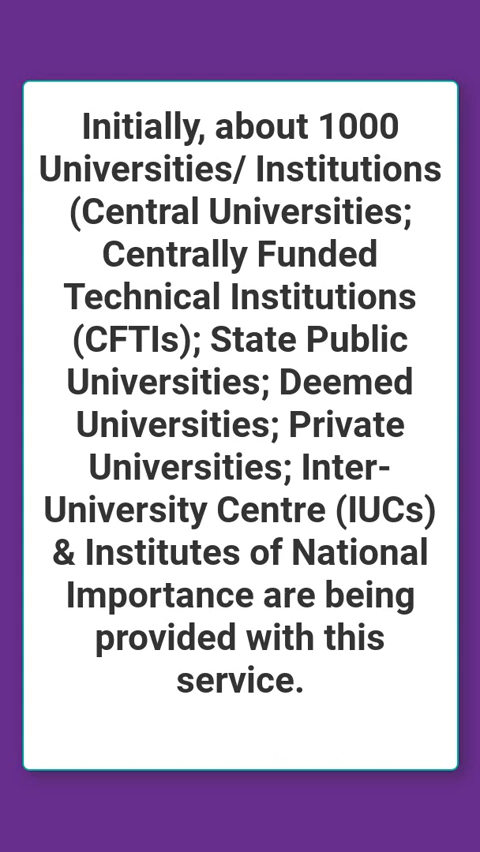 Initially, about 1000
Universities/ Institutions
(Central Universities;
Centrally Funded
Technical Institutions
(CFTIs); State Public
Universities; Deemed
Universities; Private
Universities; Inter-
University Centre (IUCs)
& Institutes of National
Importance are being
provided with this
service.